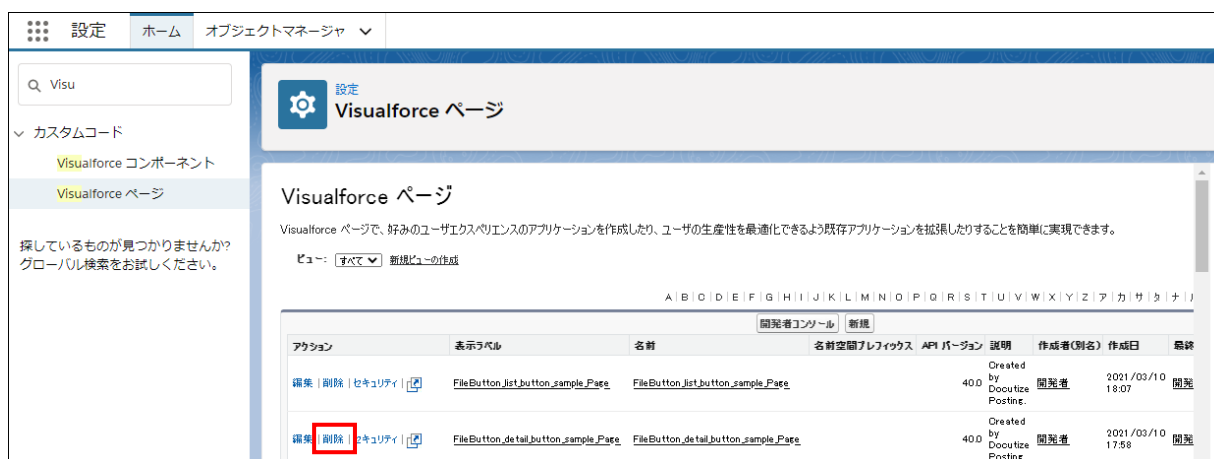 設定 ホーム オブジェクトマネージャ
Visu
カスタムコード
Visualforce コンポーネント
Visualforce ページ
探しているものが見つかりませんか?
グローバル検索をお試しください。
設定
Visualforce ページ
Visualforce ページ
Visualforce ページで、好みのユーザエクスペリエンスのアプリケーションを作成したり、ユーザの生産性を最適化できるよう既存アプリケーションを拡張したりすることを簡単に実現できます。
ビュー: すべて 新規ビューの作成
A | B | C | D | E | F | G | H | I | J | K | L | M | N | O | P | Q | R | S | T | U | V | W | X | Y | Z | ア | カ | サ | タ | ナ |
開発者コンソール 新規
アクション 表示ラベル 名前 名前空間プレフィックス API バージョン 説明 作成者(別名) 作成日 最終
編集 | 削除 | セキュリティ | FileButton_list_button_sample_Page FileButton_list_button_sample_Page 40.0 Created by Docutize Posting. 開発者 2021/03/10 18:07 開発
編集 | 削除 | セキュリティ | FileButton_detail_button_sample_Page FileButton_detail_button_sample_Page 40.0 Created by Docutize Posting. 開発者 2021/03/10 17:58 開発